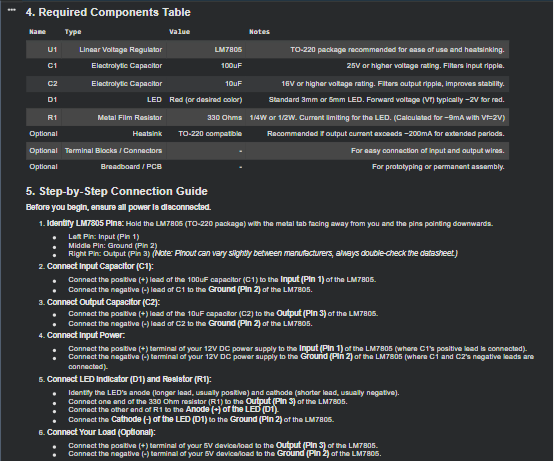 4. Required Components Table
Name Type Value Notes
U1 Linear Voltage Regulator LM7805 TO-220 package recommended for ease of use and heatsinking.
C1 Electrolytic Capacitor 100uF 25V or higher voltage rating. Filters input ripple.
C2 Electrolytic Capacitor 10uF 16V or higher voltage rating. Filters output ripple, improves stability.
D1 LED Red (or desired color) Standard 3mm or 5mm LED. Forward voltage (Vf) typically ~2V for red.
R1 Metal Film Resistor 330 Ohms 1/4W or 1/2W. Current limiting for the LED. (Calculated for ~9mA with Vf=2V)
Optional Heatsink TO-220 compatible Recommended if output current exceeds ~200mA for extended periods.
Optional Terminal Blocks / Connectors - For easy connection of input and output wires.
Optional Breadboard / PCB - For prototyping or permanent assembly.
5. Step-by-Step Connection Guide
Before you begin, ensure all power is disconnected.
1. Identify LM7805 Pins: Hold the LM7805 (TO-220 package) with the metal tab facing away from you and the pins pointing downwards.
• Left Pin: Input (Pin 1)
• Middle Pin: Ground (Pin 2)
• Right Pin: Output (Pin 3) (Note: Pinout can vary slightly between manufacturers, always double-check the datasheet.)
2. Connect Input Capacitor (C1):
• Connect the positive (+) lead of the 100uF capacitor (C1) to the Input (Pin 1) of the LM7805.
• Connect the negative (-) lead of C1 to the Ground (Pin 2) of the LM7805.
3. Connect Output Capacitor (C2):
• Connect the positive (+) lead of the 10uF capacitor (C2) to the Output (Pin 3) of the LM7805.
• Connect the negative (-) lead of C2 to the Ground (Pin 2) of the LM7805.
4. Connect Input Power:
• Connect the positive (+) terminal of your 12V DC power supply to the Input (Pin 1) of the LM7805 (where C1's positive lead is connected).
• Connect the negative (-) terminal of your 12V DC power supply to the Ground (Pin 2) of the LM7805 (where C1 and C2's negative leads are
connected).
5. Connect LED Indicator (D1) and Resistor (R1):
• Identify the LED's anode (longer lead, usually positive) and cathode (shorter lead, usually negative).
• Connect one end of the 330 Ohm resistor (R1) to the Output (Pin 3) of the LM7805.
• Connect the other end of R1 to the Anode (+) of the LED (D1).
• Connect the Cathode (-) of the LED (D1) to the Ground (Pin 2) of the LM7805.
6. Connect Your Load (Optional):
• Connect the positive (+) terminal of your 5V device/load to the Output (Pin 3) of the LM7805.
• Connect the negative (-) terminal of your 5V device/load to the Ground (Pin 2) of the LM7805.